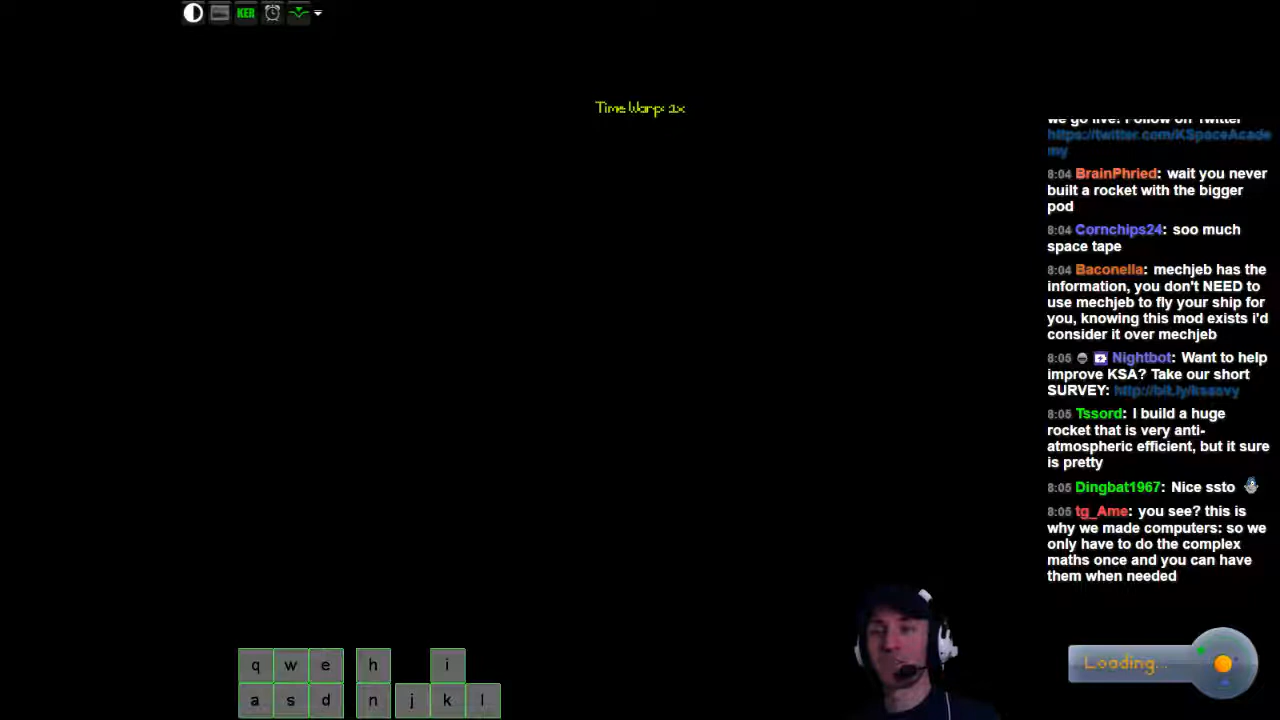 KER
Time Warp: 1x
we go live! Follow on Twitter
https://twitter.com/KSpaceAcade
my
8:04 BrainPhried: wait you never
built a rocket with the bigger
pod
8:04 Cornchips24: soo much
space tape
8:04 Baconella: mechjeb has the
information, you don't NEED to
use mechjeb to fly your ship for
you, knowing this mod exists i'd
consider it over mechjeb
8:05 Nightbot: Want to help
improve KSA? Take our short
SURVEY: http://bit.ly/ksasvy
8:05 Tssord: I build a huge
rocket that is very anti-
atmospheric efficient, but it sure
is pretty
8:05 Dingbat1967: Nice ssto
8:05 tg_Ame: you see? this is
why we made computers: so we
only have to do the complex
maths once and you can have
them when needed
Loading...
q w e h i
a s d n j k l